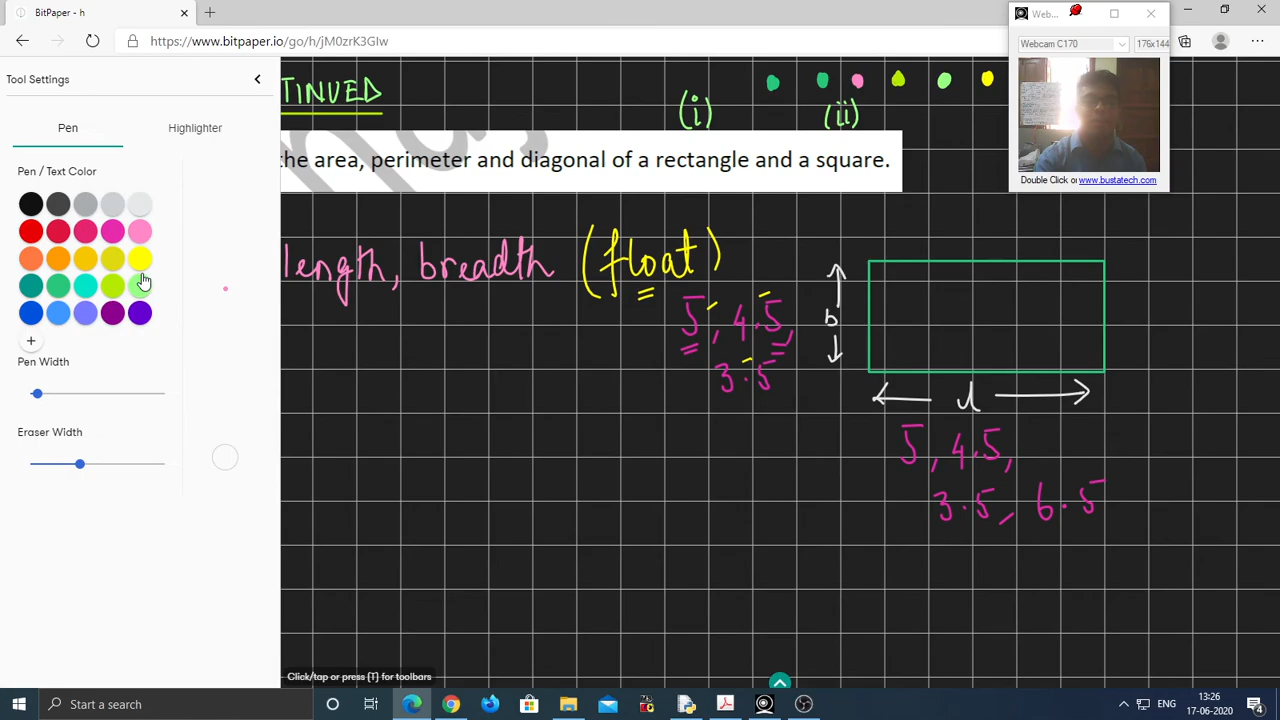 BitPaper - h
https://www.bitpaper.io/go/h/jM0zrK3GIw
Web...
Webcam C170
176x144
Double Click or www.bustatech.com
Tool Settings
Pen
Highlighter
Pen / Text Color
Pen Width
Eraser Width
TINUED
(i)
(ii)
the area, perimeter and diagonal of a rectangle and a square.
length, breadth (float)
5, 4.5,
3.5
b
l
5, 4.5,
3.5, 6.5
Click/tap or press {T} for toolbars
Start a search
ENG
13:26
17-06-2020
4